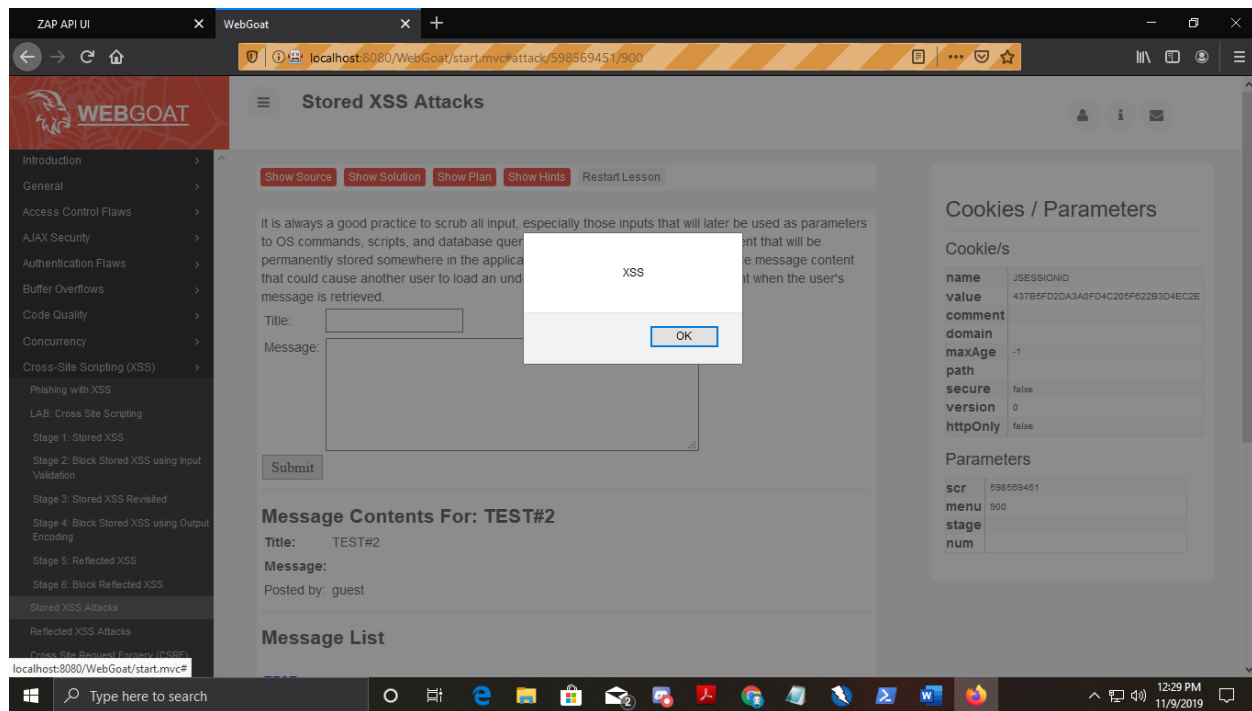 ZAP API UI
WebGoat
localhost:8080/WebGoat/start.mvc#attack/598569451/900
WEBGOAT
Stored XSS Attacks
Introduction
General
Access Control Flaws
AJAX Security
Authentication Flaws
Buffer Overflows
Code Quality
Concurrency
Cross-Site Scripting (XSS)
Phishing with XSS
LAB: Cross Site Scripting
Stage 1: Stored XSS
Stage 2: Block Stored XSS using Input
Validation
Stage 3: Stored XSS Revisited
Stage 4: Block Stored XSS using Output
Encoding
Stage 5: Reflected XSS
Stage 6: Block Reflected XSS
Stored XSS Attacks
Reflected XSS Attacks
Cross Site Request Forgery (CSRF)
localhost:8080/WebGoat/start.mvc#
Show Source Show Solution Show Plan Show Hints Restart Lesson
It is always a good practice to scrub all input, especially those inputs that will later be used as parameters
to OS commands, scripts, and database quer ent that will be
permanently stored somewhere in the applica te message content
that could cause another user to load an und nt when the user's
message is retrieved.
XSS
OK
Title:
Message:
Submit
Message Contents For: TEST#2
Title: TEST#2
Message:
Posted by: guest
Message List
Cookies / Parameters
Cookie/s
name JSESSIONID
value 437B5FD2DA3A0FD4C205F622B3D4EC2E
comment
domain
maxAge -1
path
secure false
version 0
httpOnly false
Parameters
scr 598569451
menu 900
stage
num
Type here to search
2
12:29 PM
11/9/2019